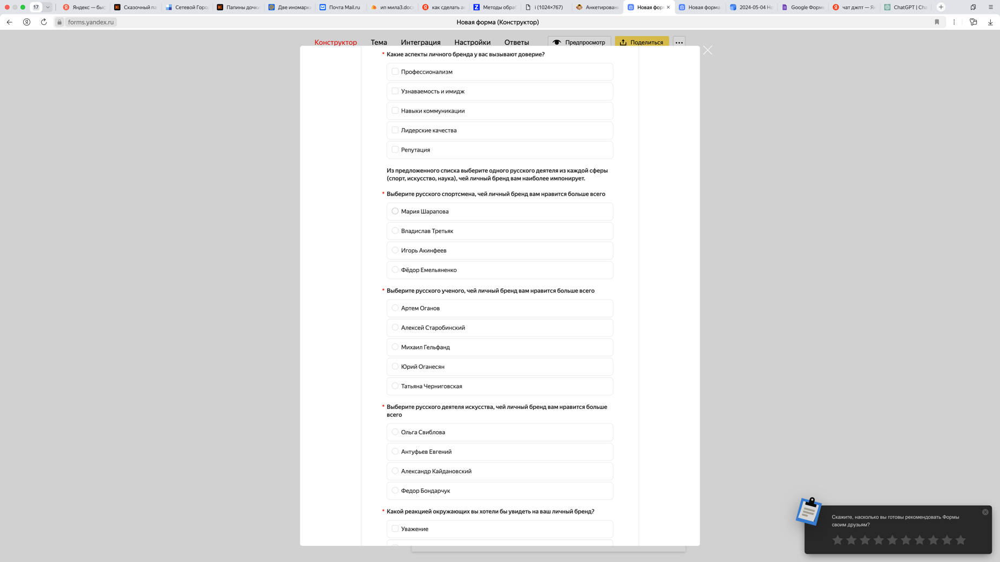 17
Яндекс — быс
Сказочный па
Сетевой Горо
Папины дочки
Две иномарки
Почта Mail.ru
ип мила3.docx
как сделать ан
Методы обраб
i (1024×767)
Анкетирован
Новая фор
Новая форма
2024-05-04 Но
Google Формы
чат джпт — Ян
ChatGPT | Cha
forms.yandex.ru
Новая форма (Конструктор)
Конструктор
Тема
Интеграция
Настройки
Ответы
Предпросмотр
Поделиться
* Какие аспекты личного бренда у вас вызывают доверие?
Профессионализм
Узнаваемость и имидж
Навыки коммуникации
Лидерские качества
Репутация
Из предложенного списка выберите одного русского деятеля из каждой сферы
(спорт, искусство, наука), чей личный бренд вам наиболее импонирует.
* Выберите русского спортсмена, чей личный бренд вам нравится больше всего
Мария Шарапова
Владислав Третьяк
Игорь Акинфеев
Фёдор Емельяненко
* Выберите русского ученого, чей личный бренд вам нравится больше всего
Артем Оганов
Алексей Старобинский
Михаил Гельфанд
Юрий Оганесян
Татьяна Черниговская
* Выберите русского деятеля искусства, чей личный бренд вам нравится больше
всего
Ольга Свиблова
Антуфьев Евгений
Александр Кайдановский
Федор Бондарчук
* Какой реакцией окружающих вы хотели бы увидеть на ваш личный бренд?
Уважение
Скажите, насколько вы готовы рекомендовать Формы
своим друзьям?